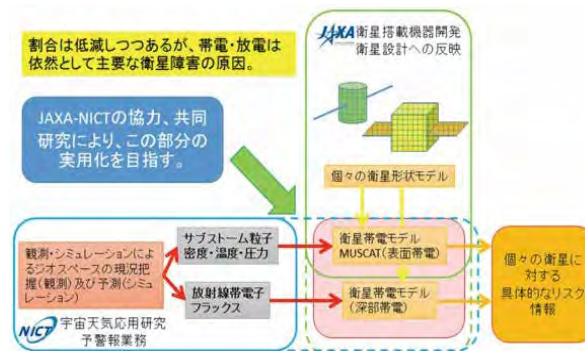 割合は低減しつつあるが、帯電・放電は
依然として主要な衛星障害の原因。
JAXA 衛星搭載機器開発
衛星設計への反映
JAXA-NICTの協力、共同
研究により、この部分の
実用化を目指す。
個々の衛星形状モデル
観測・シミュレーションによ
るジオスペースの現況把
握(観測)及び予測(シミュ
レーション)
サブストーム粒子
密度・温度・圧力
衛星帯電モデル
MUSCAT(表面帯電)
放射線帯電子
フラックス
衛星帯電モデル
(深部帯電)
個々の衛星に
対する
具体的なリスク
情報
NICT 宇宙天気応用研究
予警報業務